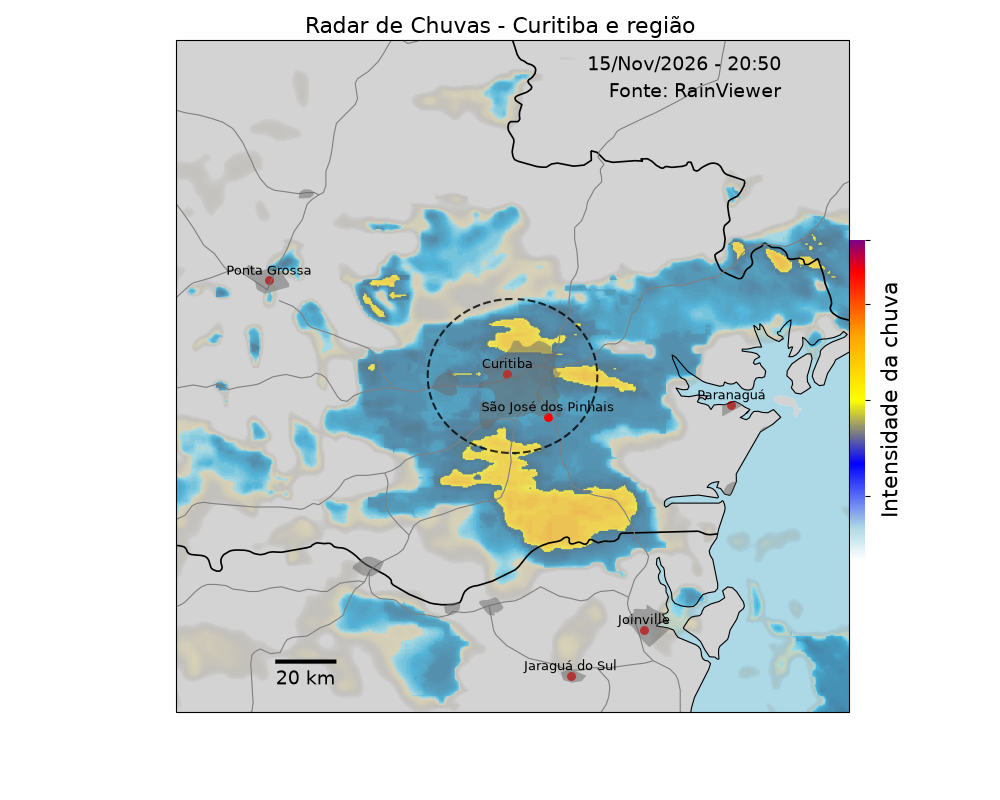 Radar de Chuvas - Curitiba e região
15/Nov/2026 - 20:50
Fonte: RainViewer
Ponta Grossa
Curitiba
Paranaguá
São José dos Pinhais
Intensidade da chuva
Joinville
Jaraguá do Sul
20 km